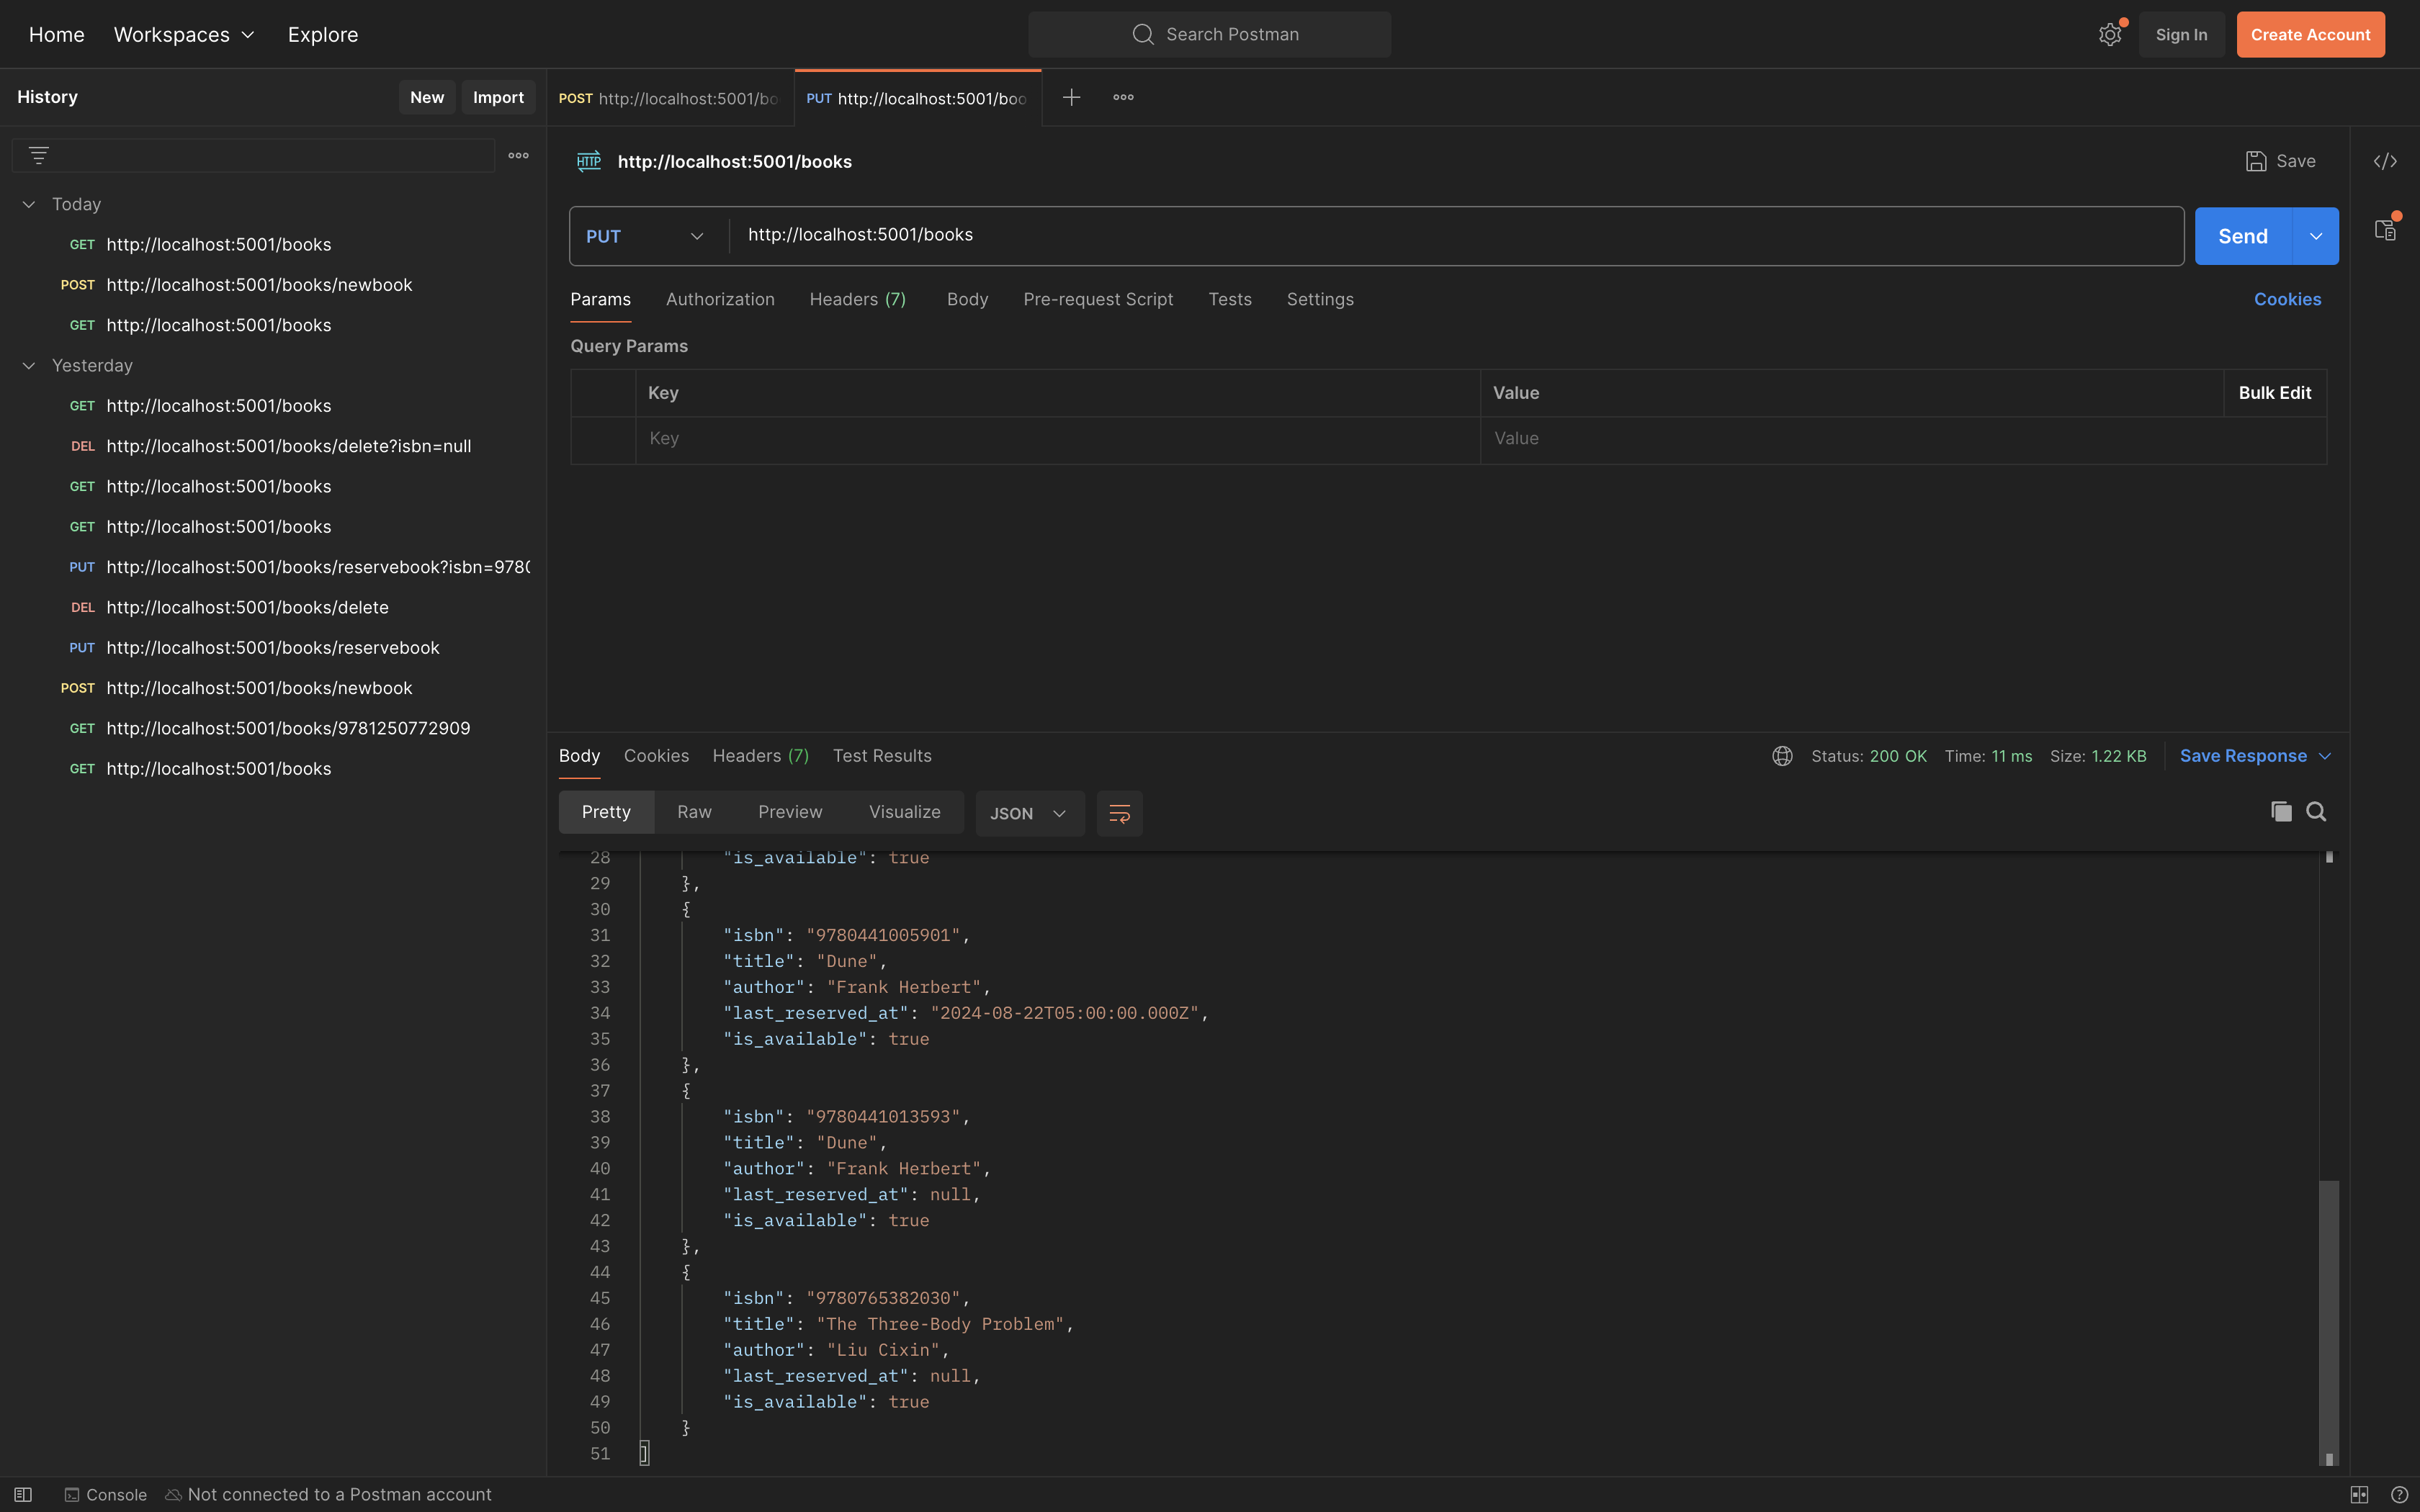 Home Workspaces Explore Search Postman Sign In Create Account
History New Import
POST http://localhost:5001/bo PUT http://localhost:5001/boo
HTTP http://localhost:5001/books Save
PUT http://localhost:5001/books Send
Params Authorization Headers (7) Body Pre-request Script Tests Settings Cookies
Query Params
Key Value Bulk Edit
Key Value
Today
GET http://localhost:5001/books
POST http://localhost:5001/books/newbook
GET http://localhost:5001/books
Yesterday
GET http://localhost:5001/books
DEL http://localhost:5001/books/delete?isbn=null
GET http://localhost:5001/books
GET http://localhost:5001/books
PUT http://localhost:5001/books/reservebook?isbn=978
DEL http://localhost:5001/books/delete
PUT http://localhost:5001/books/reservebook
POST http://localhost:5001/books/newbook
GET http://localhost:5001/books/9781250772909
GET http://localhost:5001/books
Body Cookies Headers (7) Test Results Status: 200 OK Time: 11 ms Size: 1.22 KB Save Response
Pretty Raw Preview Visualize JSON
28 "is_available": true
29 },
30 {
31 "isbn": "9780441005901",
32 "title": "Dune",
33 "author": "Frank Herbert",
34 "last_reserved_at": "2024-08-22T05:00:00.000Z",
35 "is_available": true
36 },
37 {
38 "isbn": "9780441013593",
39 "title": "Dune",
40 "author": "Frank Herbert",
41 "last_reserved_at": null,
42 "is_available": true
43 },
44 {
45 "isbn": "9780765382030",
46 "title": "The Three-Body Problem",
47 "author": "Liu Cixin",
48 "last_reserved_at": null,
49 "is_available": true
50 }
51 ]
Console Not connected to a Postman account